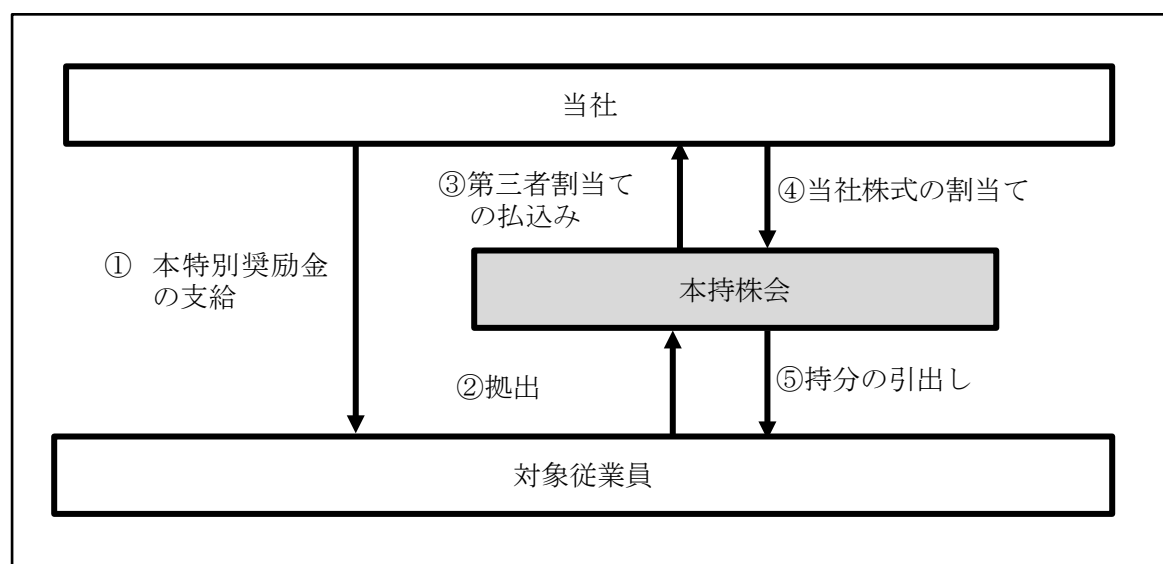 当社
③第三者割当て
の払込み
④当社株式の割当て
① 本特別奨励金
の支給
本持株会
②拠出
⑤持分の引出し
対象従業員